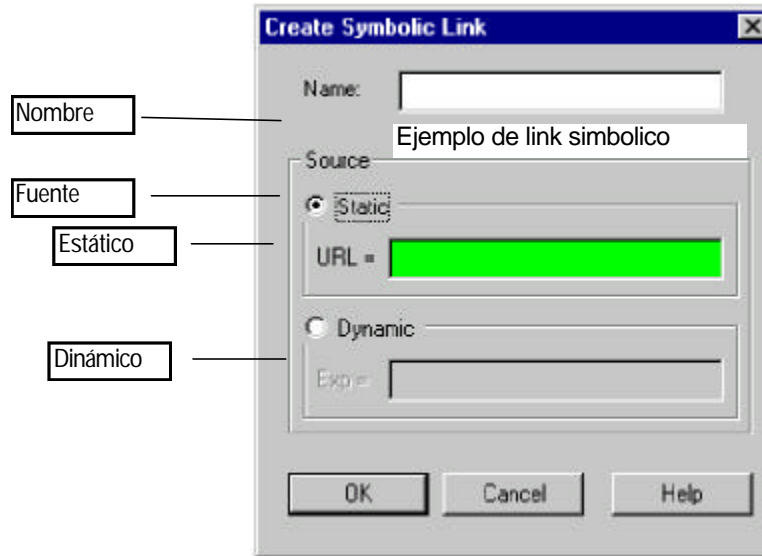 Create Symbolic Link
Name:
Nombre
Ejemplo de link simbolico
Source
Fuente
Static
Estático
URL =
Dynamic
Dinámico
Exp =
OK
Cancel
Help